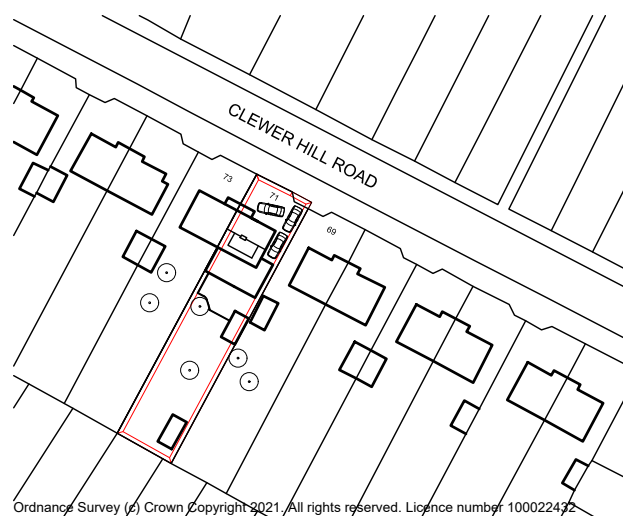 CLEWER HILL ROAD
73
71
69
Ordnance Survey (c) Crown Copyright 2021. All rights reserved. Licence number 100022432